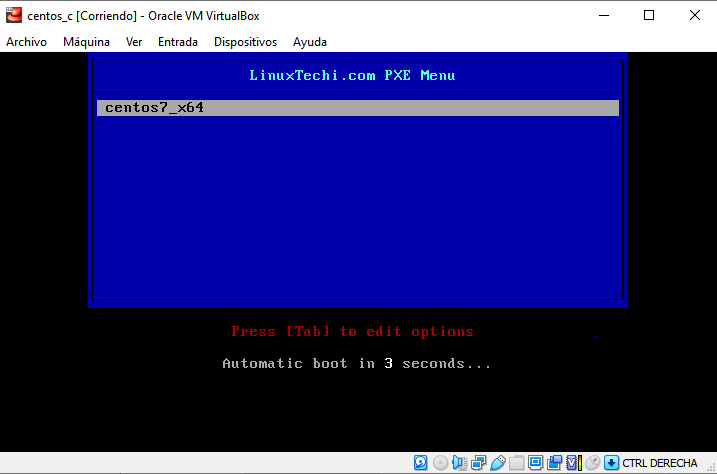 centos_c [Corriendo] - Oracle VM VirtualBox
Archivo Máquina Ver Entrada Dispositivos Ayuda
LinuxTechi.com PXE Menu
centos7_x64
Press [Tab] to edit options
Automatic boot in 3 seconds...
CTRL DERECHA